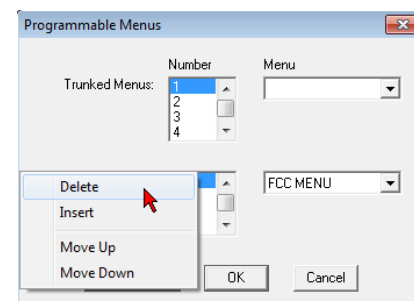 Programmable Menus
Number Menu
Trunked Menus: 1
2
3
4
Delete FCC MENU
Insert
Move Up
Move Down OK Cancel